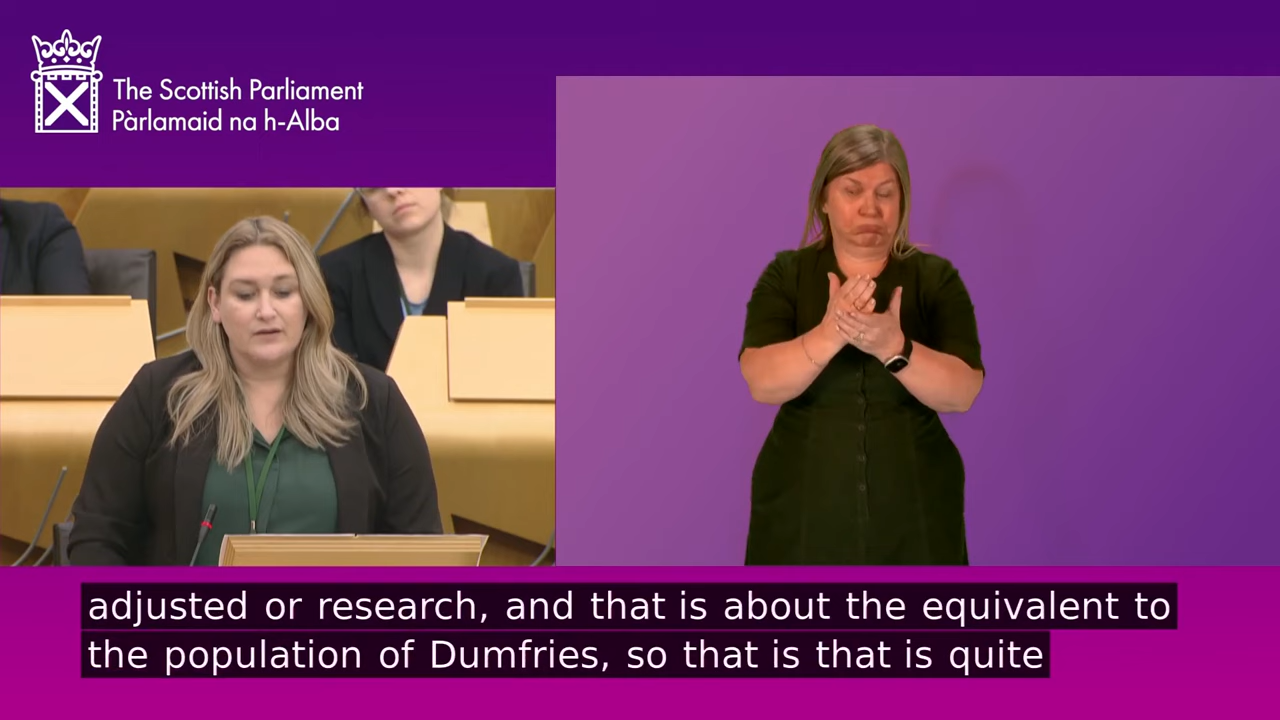 The Scottish Parliament
Pàrlamaid na h-Alba
adjusted or research, and that is about the equivalent to
the population of Dumfries, so that is that is quite